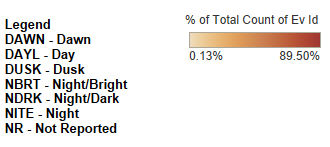 Legend
DAWN - Dawn
DAYL - Day
DUSK - Dusk
NBRT - Night/Bright
NDRK - Night/Dark
NITE - Night
NR - Not Reported
% of Total Count of Ev Id
0.13% 89.50%